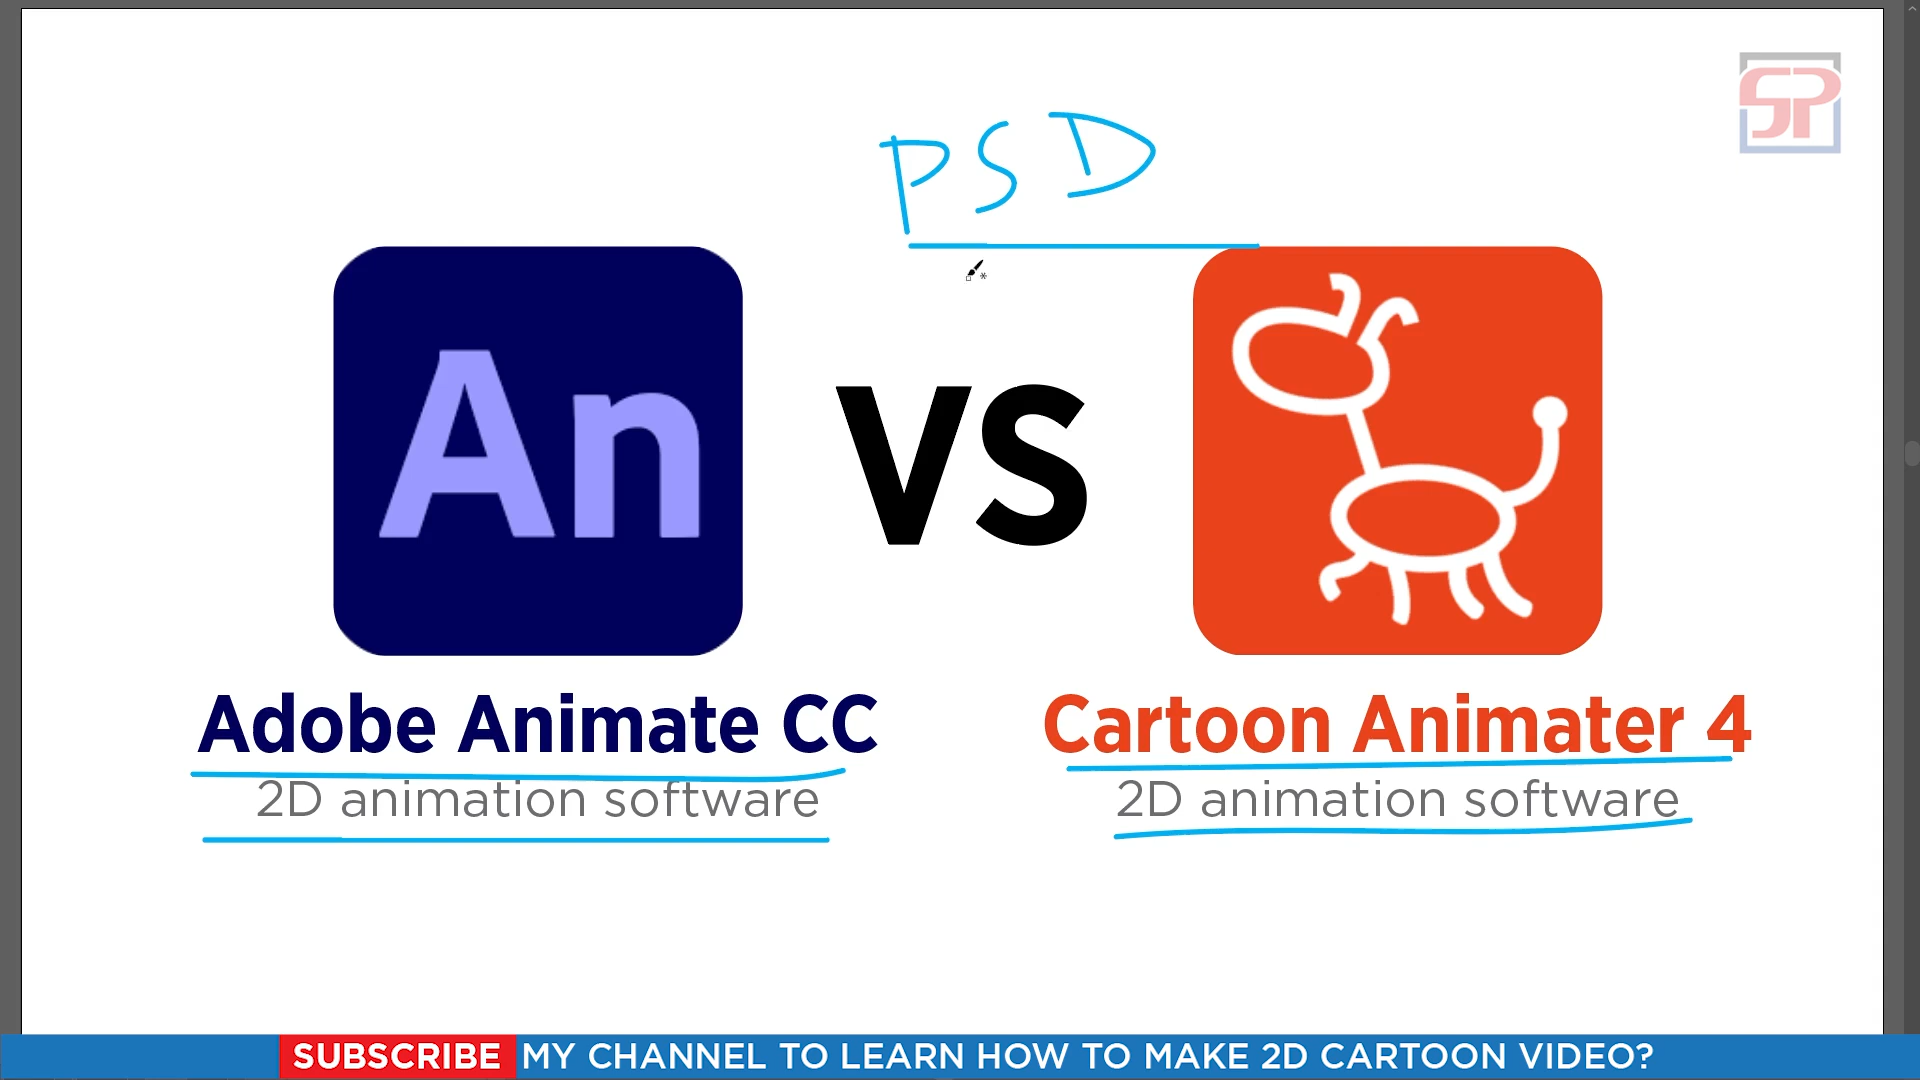 SP
PSD
An
VS
Adobe Animate CC
Cartoon Animater 4
2D animation software
2D animation software
SUBSCRIBE MY CHANNEL TO LEARN HOW TO MAKE 2D CARTOON VIDEO?